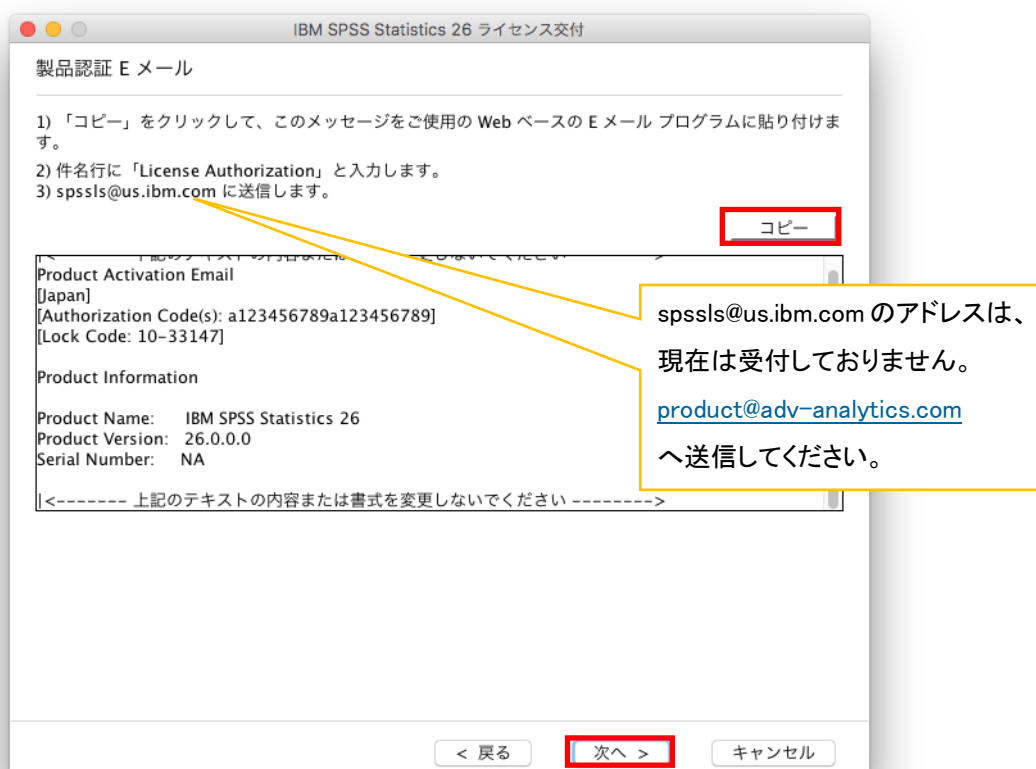 IBM SPSS Statistics 26 ライセンス交付
製品認証 E メール
1) 「コピー」をクリックして、このメッセージをご使用の Web ベースの E メール プログラムに貼り付けま
す。
2) 件名行に「License Authorization」と入力します。
3) spssls@us.ibm.com に送信します。
コピー
Product Activation Email
[Japan]
[Authorization Code(s): a123456789a123456789]
[Lock Code: 10-33147]
Product Information
Product Name: IBM SPSS Statistics 26
Product Version: 26.0.0.0
Serial Number: NA
|<------- 上記のテキストの内容または書式を変更しないでください -------->
spssls@us.ibm.com のアドレスは、
現在は受付しておりません。
product@adv-analytics.com
へ送信してください。
< 戻る
次へ >
キャンセル